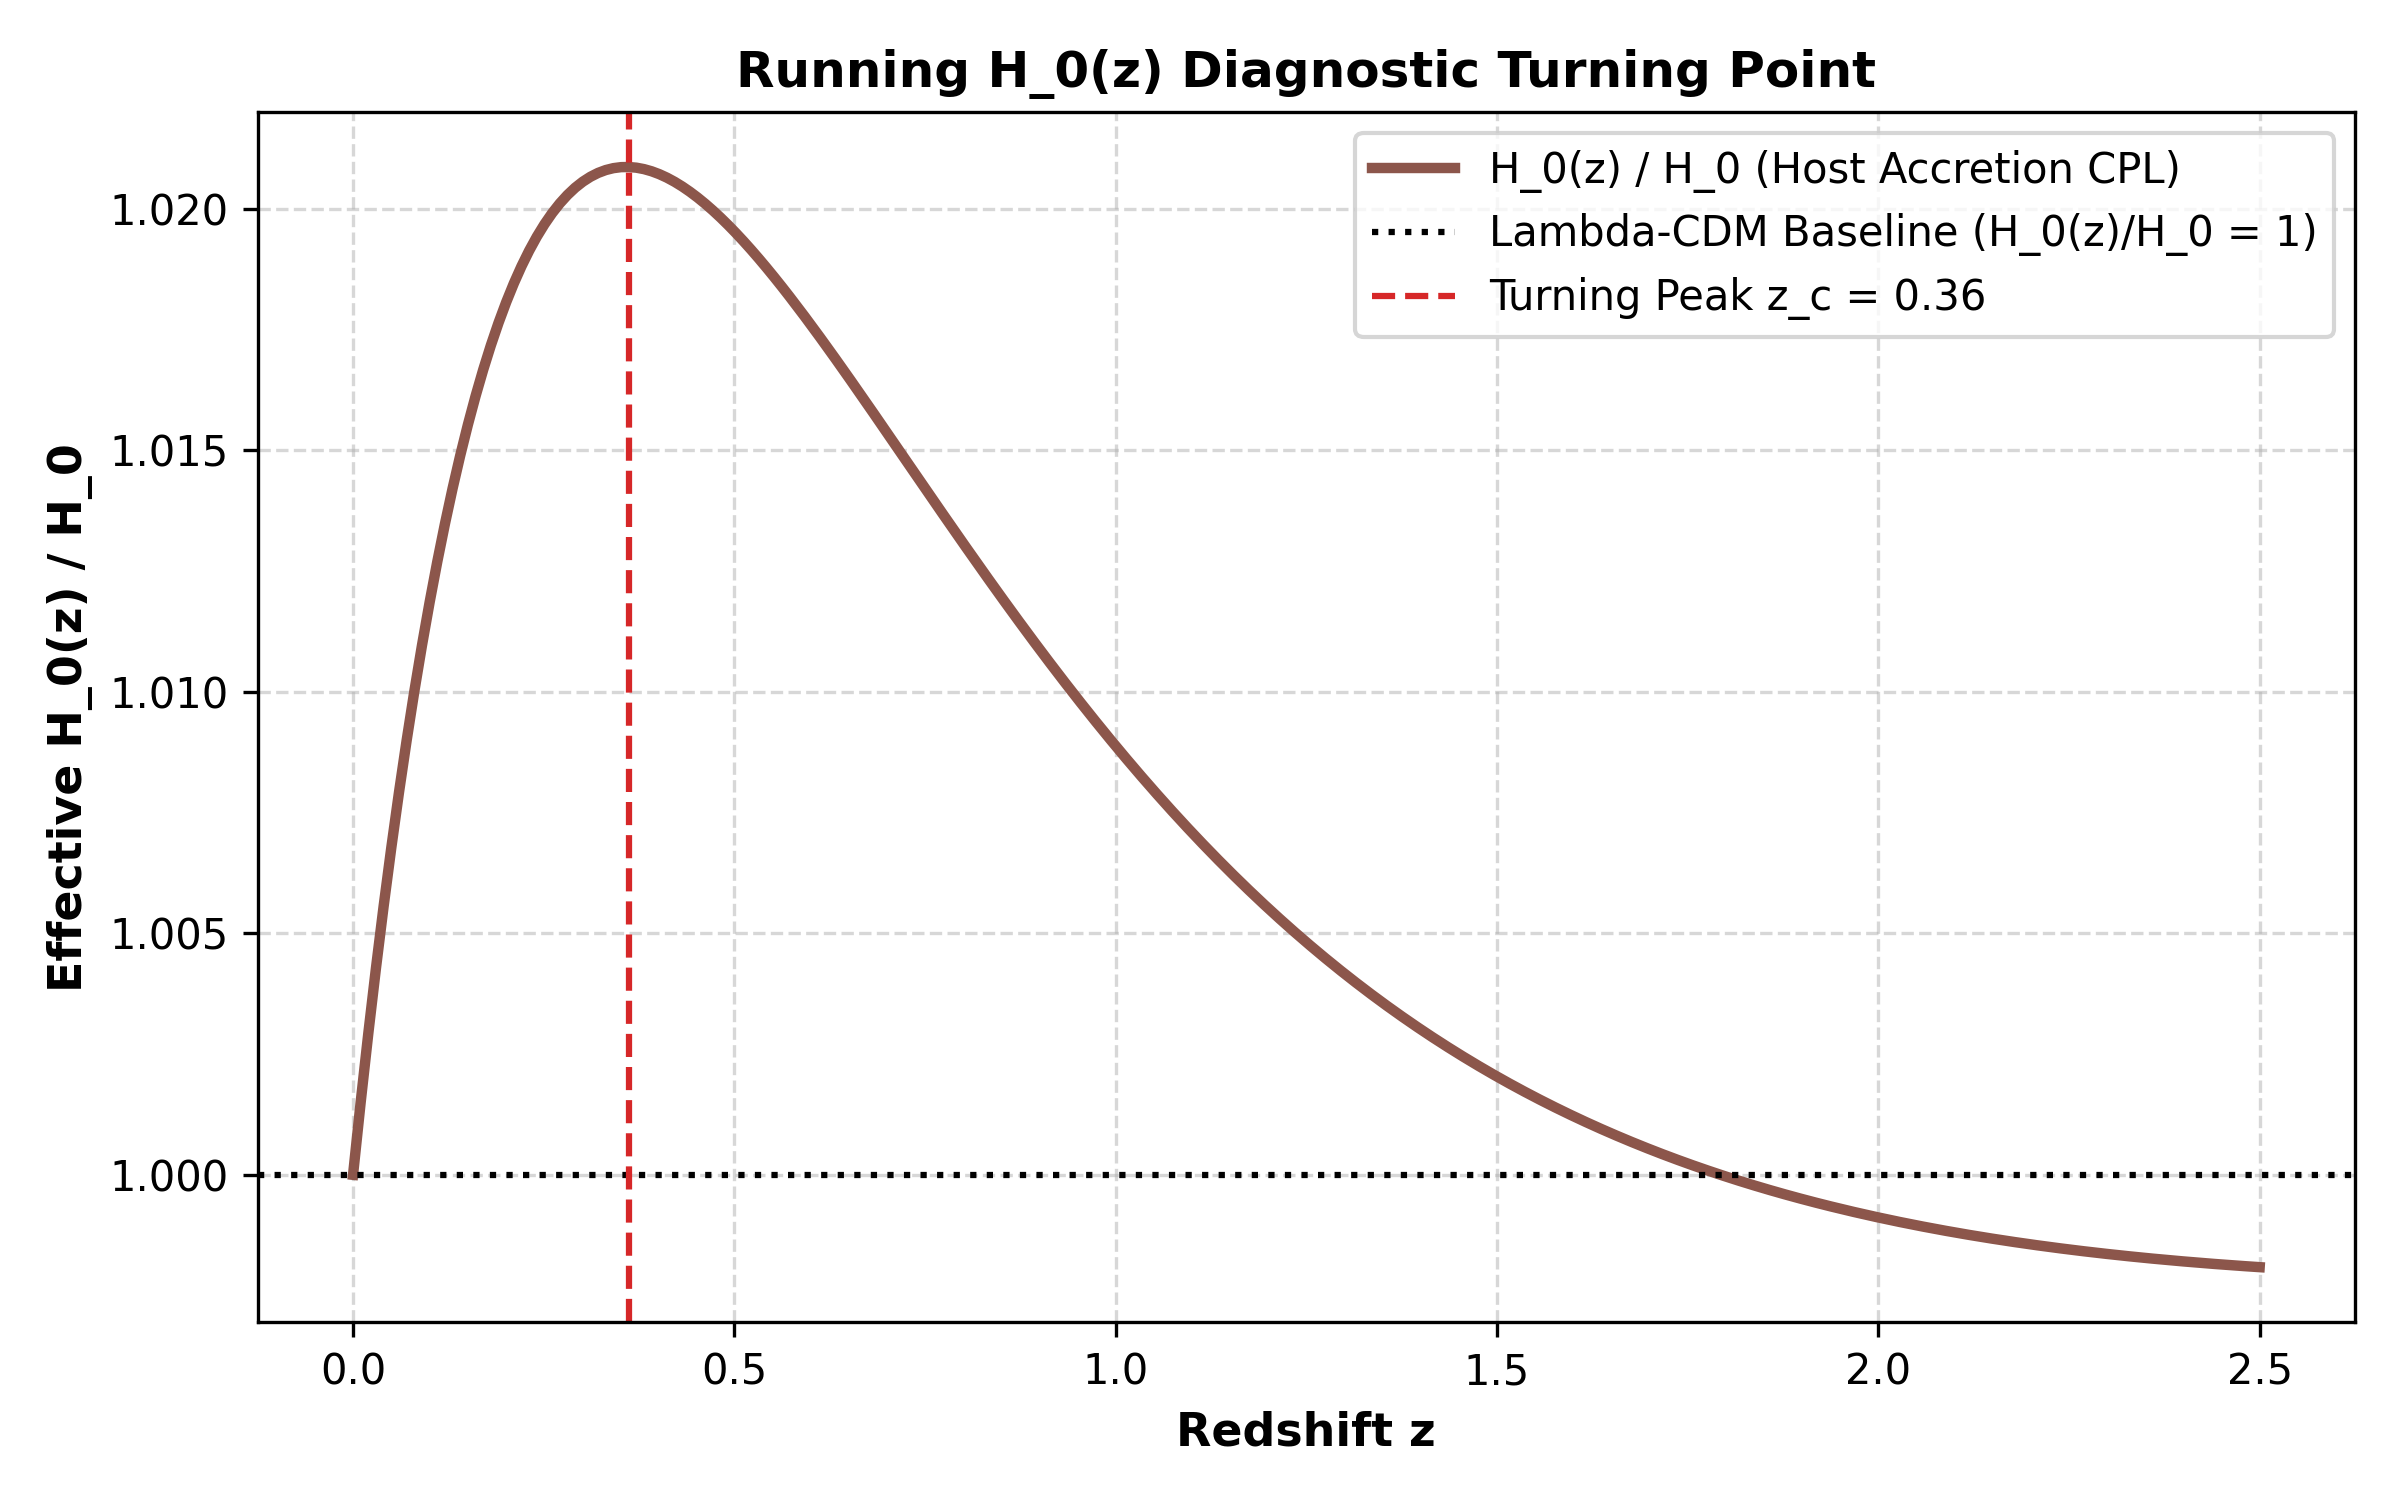 Running H_0(z) Diagnostic Turning Point
H_0(z) / H_0 (Host Accretion CPL)
Lambda-CDM Baseline (H_0(z)/H_0 = 1)
Turning Peak z_c = 0.36
Effective H_0(z) / H_0
1.020
1.015
1.010
1.005
1.000
0.0 0.5 1.0 1.5 2.0 2.5
Redshift z